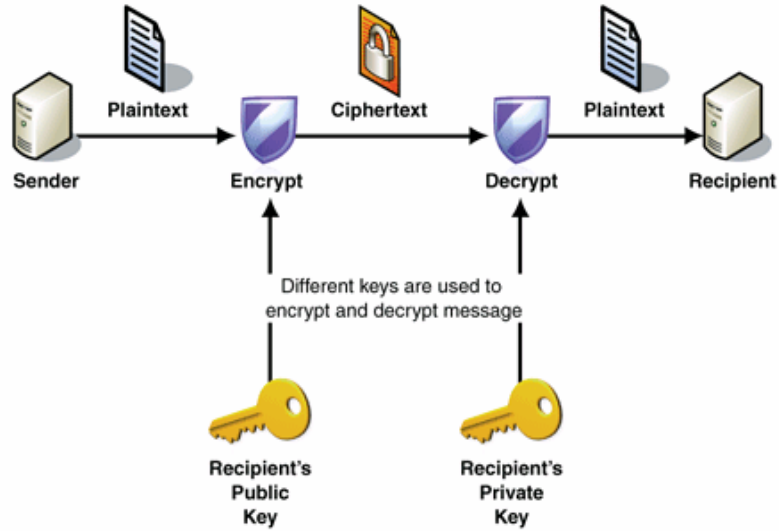 Plaintext
Ciphertext
Plaintext
Sender
Encrypt
Decrypt
Recipient
Different keys are used to
encrypt and decrypt message
Recipient's
Public
Key
Recipient's
Private
Key